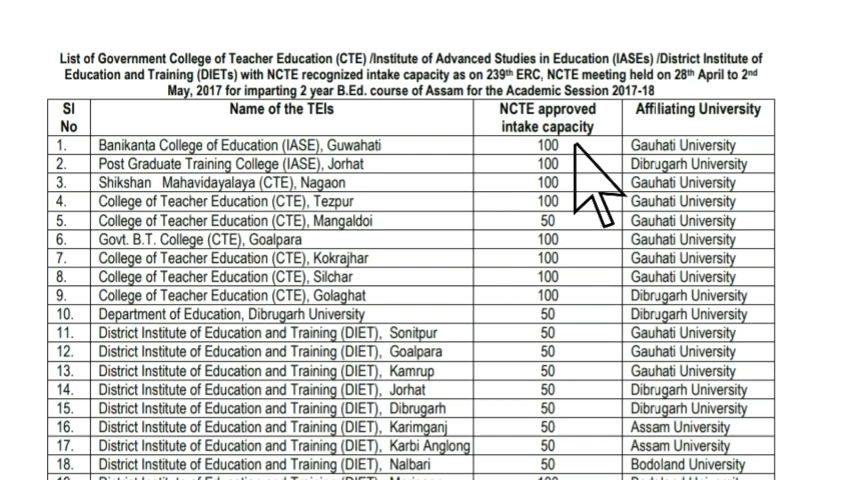 List of Government College of Teacher Education (CTE) /Institute of Advanced Studies in Education (IASEs) /District Institute of
Education and Training (DIETs) with NCTE recognized intake capacity as on 239th ERC, NCTE meeting held on 28th April to 2nd
May, 2017 for imparting 2 year B.Ed. course of Assam for the Academic Session 2017-18
Sl No Name of the TEIs NCTE approved intake capacity Affiliating University
1. Banikanta College of Education (IASE), Guwahati 100 Gauhati University
2. Post Graduate Training College (IASE), Jorhat 100 Dibrugarh University
3. Shikshan Mahavidayalaya (CTE), Nagaon 100 Gauhati University
4. College of Teacher Education (CTE), Tezpur 100 Gauhati University
5. College of Teacher Education (CTE), Mangaldoi 50 Gauhati University
6. Govt. B.T. College (CTE), Goalpara 100 Gauhati University
7. College of Teacher Education (CTE), Kokrajhar 100 Gauhati University
8. College of Teacher Education (CTE), Silchar 100 Gauhati University
9. College of Teacher Education (CTE), Golaghat 100 Dibrugarh University
10. Department of Education, Dibrugarh University 50 Dibrugarh University
11. District Institute of Education and Training (DIET), Sonitpur 50 Gauhati University
12. District Institute of Education and Training (DIET), Goalpara 50 Gauhati University
13. District Institute of Education and Training (DIET), Kamrup 50 Gauhati University
14. District Institute of Education and Training (DIET), Jorhat 50 Dibrugarh University
15. District Institute of Education and Training (DIET), Dibrugarh 50 Dibrugarh University
16. District Institute of Education and Training (DIET), Karimganj 50 Assam University
17. District Institute of Education and Training (DIET), Karbi Anglong 50 Assam University
18. District Institute of Education and Training (DIET), Nalbari 50 Bodoland University